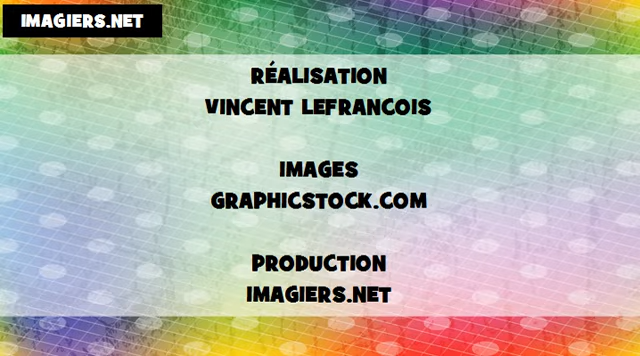 IMAGIERS.NET
RÉALISATION
VINCENT LEFRANCOIS
IMAGES
GRAPHICSTOCK.COM
PRODUCTION
IMAGIERS.NET